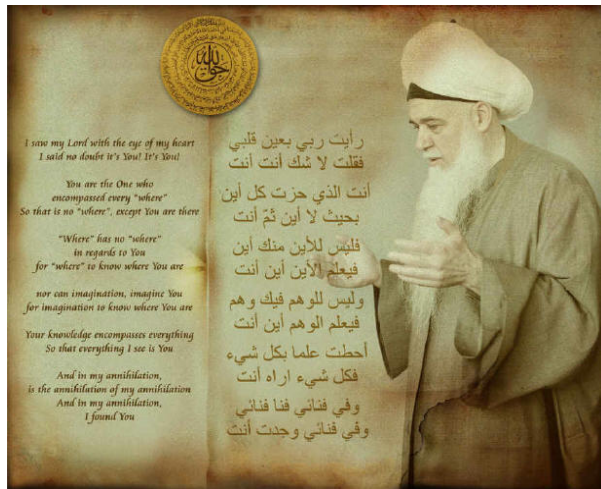 I saw my Lord with the eye of my heart
I said no doubt it's You! It's You!
You are the One who
encompassed every "where"
So that is no "where", except You are there
"Where" has no "where"
in regards to You
for "where" to know where You are
nor can imagination, imagine You
for imagination to know where You are
Your knowledge encompasses everything
So that everything I see is You
And in my annihilation,
is the annihilation of my annihilation
And in my annihilation,
I found You
رأيت ربي بعين قلبي
فقلت لا شك أنت أنت
أنت الذي حزت كل أين
بحيث لا أين ثمّ أنت
فليس للأين منك أين
فيعلم الأين أين أنت
وليس للوهم فيك وهم
فيعلم الوهم أين أنت
أحطت علما بكل شيء
فكل شيء اراه أنت
وفي فنائي فنا فنائي
وفي فنائي وجدت أنت